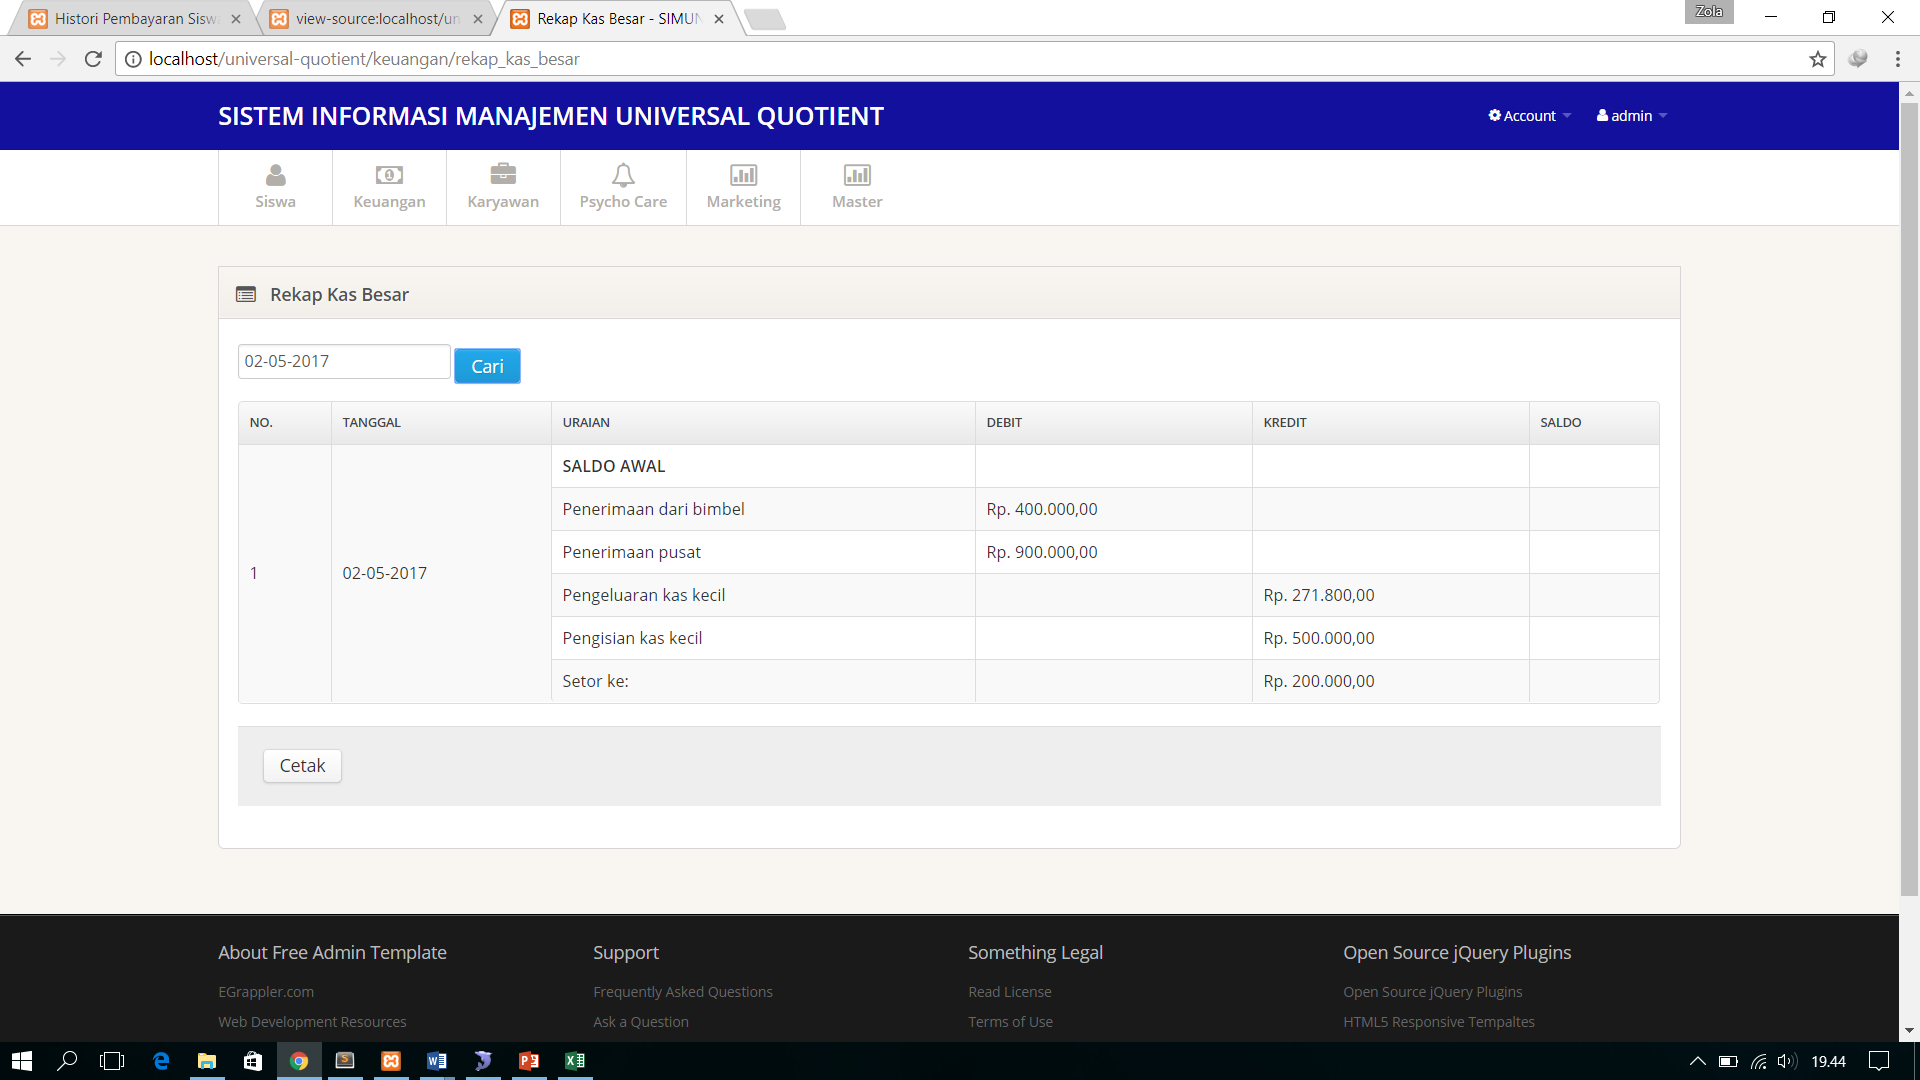 Zola
Histori Pembayaran Sisw
view-source:localhost/un
Rekap Kas Besar - SIMUN
localhost/universal-quotient/keuangan/rekap_kas_besar
SISTEM INFORMASI MANAJEMEN UNIVERSAL QUOTIENT
Account
admin
Siswa
Keuangan
Karyawan
Psycho Care
Marketing
Master
Rekap Kas Besar
02-05-2017
Cari
NO. TANGGAL URAIAN DEBIT KREDIT SALDO
1 02-05-2017
SALDO AWAL
Penerimaan dari bimbel Rp. 400.000,00
Penerimaan pusat Rp. 900.000,00
Pengeluaran kas kecil Rp. 271.800,00
Pengisian kas kecil Rp. 500.000,00
Setor ke: Rp. 200.000,00
Cetak
About Free Admin Template
EGrappler.com
Web Development Resources
Support
Frequently Asked Questions
Ask a Question
Something Legal
Read License
Terms of Use
Open Source jQuery Plugins
Open Source jQuery Plugins
HTML5 Responsive Tempaltes
19.44